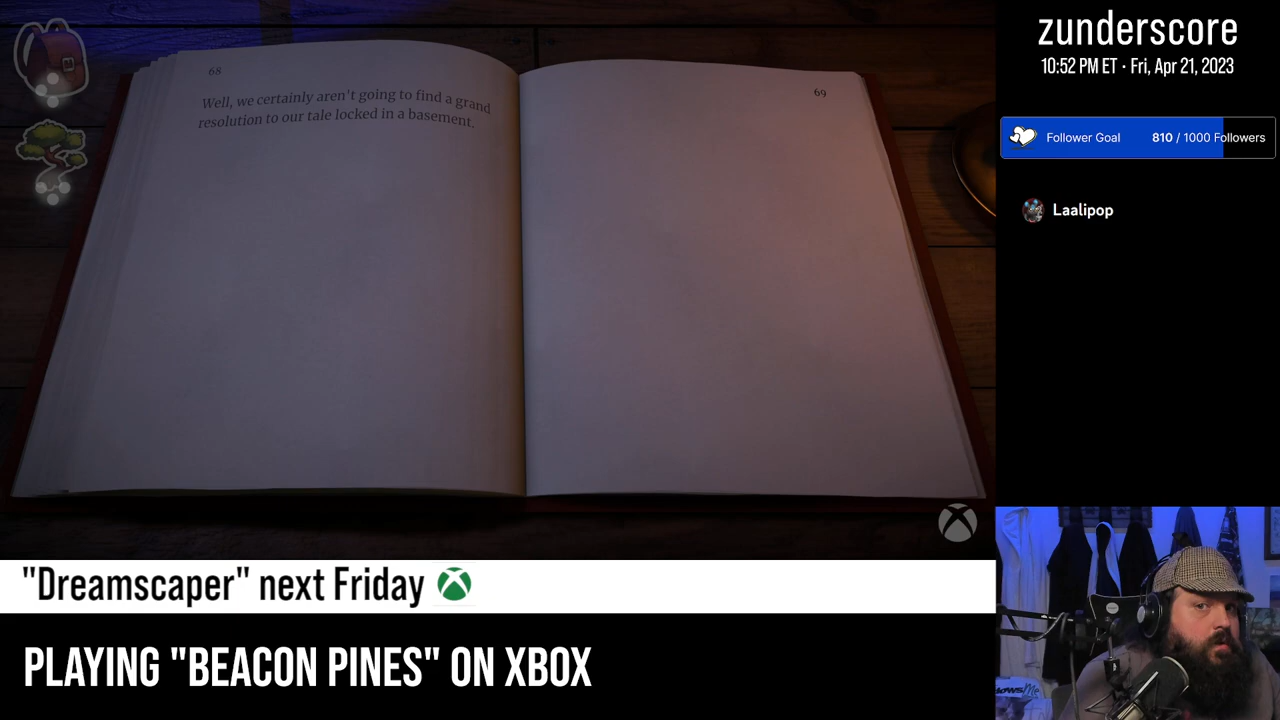 68
Well, we certainly aren't going to find a grand
resolution to our tale locked in a basement.
69
zunderscore
10:52 PM ET · Fri, Apr 21, 2023
Follower Goal 810 / 1000 Followers
Laalipop
"Dreamscaper" next Friday
PLAYING "BEACON PINES" ON XBOX